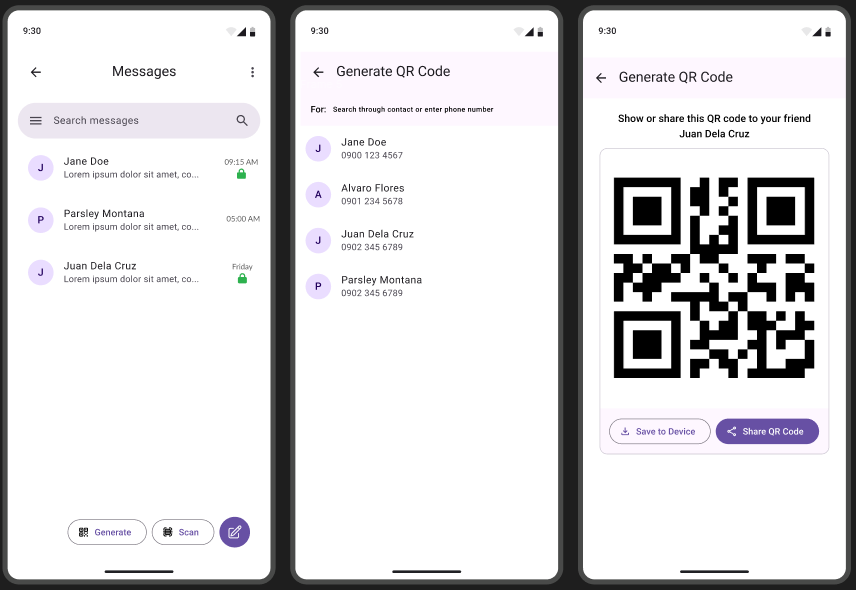 9:30
Messages
Search messages
J
Jane Doe
09:15 AM
Lorem ipsum dolor sit amet, co...
P
Parsley Montana
05:00 AM
Lorem ipsum dolor sit amet, co...
J
Juan Dela Cruz
Friday
Lorem ipsum dolor sit amet, co...
Generate
Scan
9:30
Generate QR Code
For: Search through contact or enter phone number
J
Jane Doe
0900 123 4567
A
Alvaro Flores
0901 234 5678
J
Juan Dela Cruz
0902 345 6789
P
Parsley Montana
0902 345 6789
9:30
Generate QR Code
Show or share this QR code to your friend
Juan Dela Cruz
Save to Device
Share QR Code